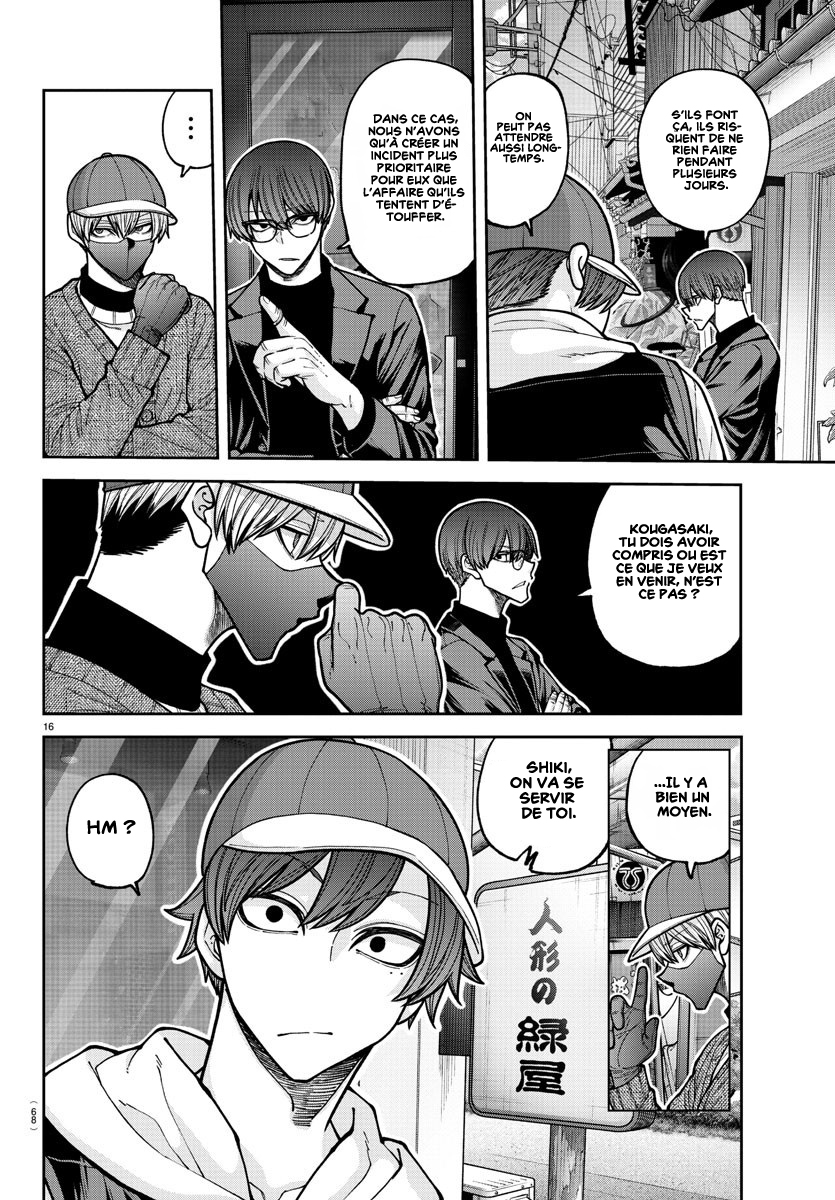 S'ILS FONT
ÇA, ILS RIS-
QUENT DE NE
RIEN FAIRE
PENDANT
PLUSIEURS
JOURS.
ON
PEUT PAS
ATTENDRE
AUSSI LONG-
TEMPS.
DANS CE CAS,
NOUS N'AVONS
QU'À CRÉER UN
INCIDENT PLUS
PRIORITAIRE
POUR EUX QUE
L'AFFAIRE QU'ILS
TENTENT D'É-
TOUFFER.
...
KOUGASAKI,
TU DOIS AVOIR
COMPRIS OU EST
CE QUE JE VEUX
EN VENIR, N'EST
CE PAS ?
16
...IL Y A
BIEN UN
MOYEN.
SHIKI,
ON VA SE
SERVIR
DE TOI.
人形の
緑屋
HM ?
(68)